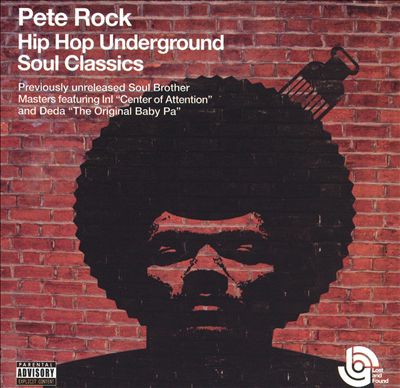 Pete Rock
Hip Hop Underground
Soul Classics
Previously unreleased Soul Brother
Masters featuring InI “Center of Attention”
and Deda “The Original Baby Pa”
PARENTAL
ADVISORY
EXPLICIT CONTENT
Lost
and
Found